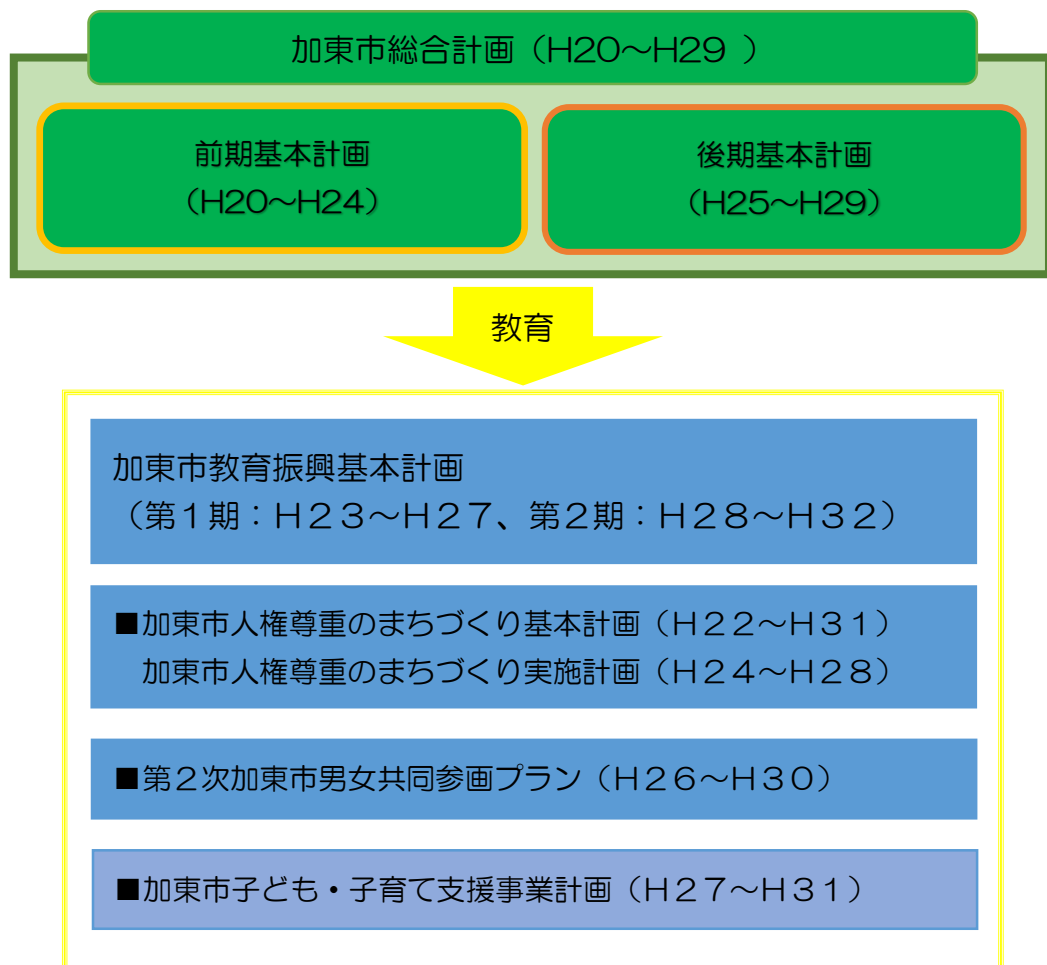 加東市総合計画（H20～H29 ）
前期基本計画
（H20～H24）
後期基本計画
（H25～H29）
教育
加東市教育振興基本計画
（第１期：Ｈ２３～Ｈ２７、第２期：Ｈ２８～Ｈ３２）
■加東市人権尊重のまちづくり基本計画（Ｈ２２～Ｈ３１）
加東市人権尊重のまちづくり実施計画（Ｈ２４～Ｈ２８）
■第２次加東市男女共同参画プラン（Ｈ２６～Ｈ３０）
■加東市子ども・子育て支援事業計画（Ｈ２７～Ｈ３１）